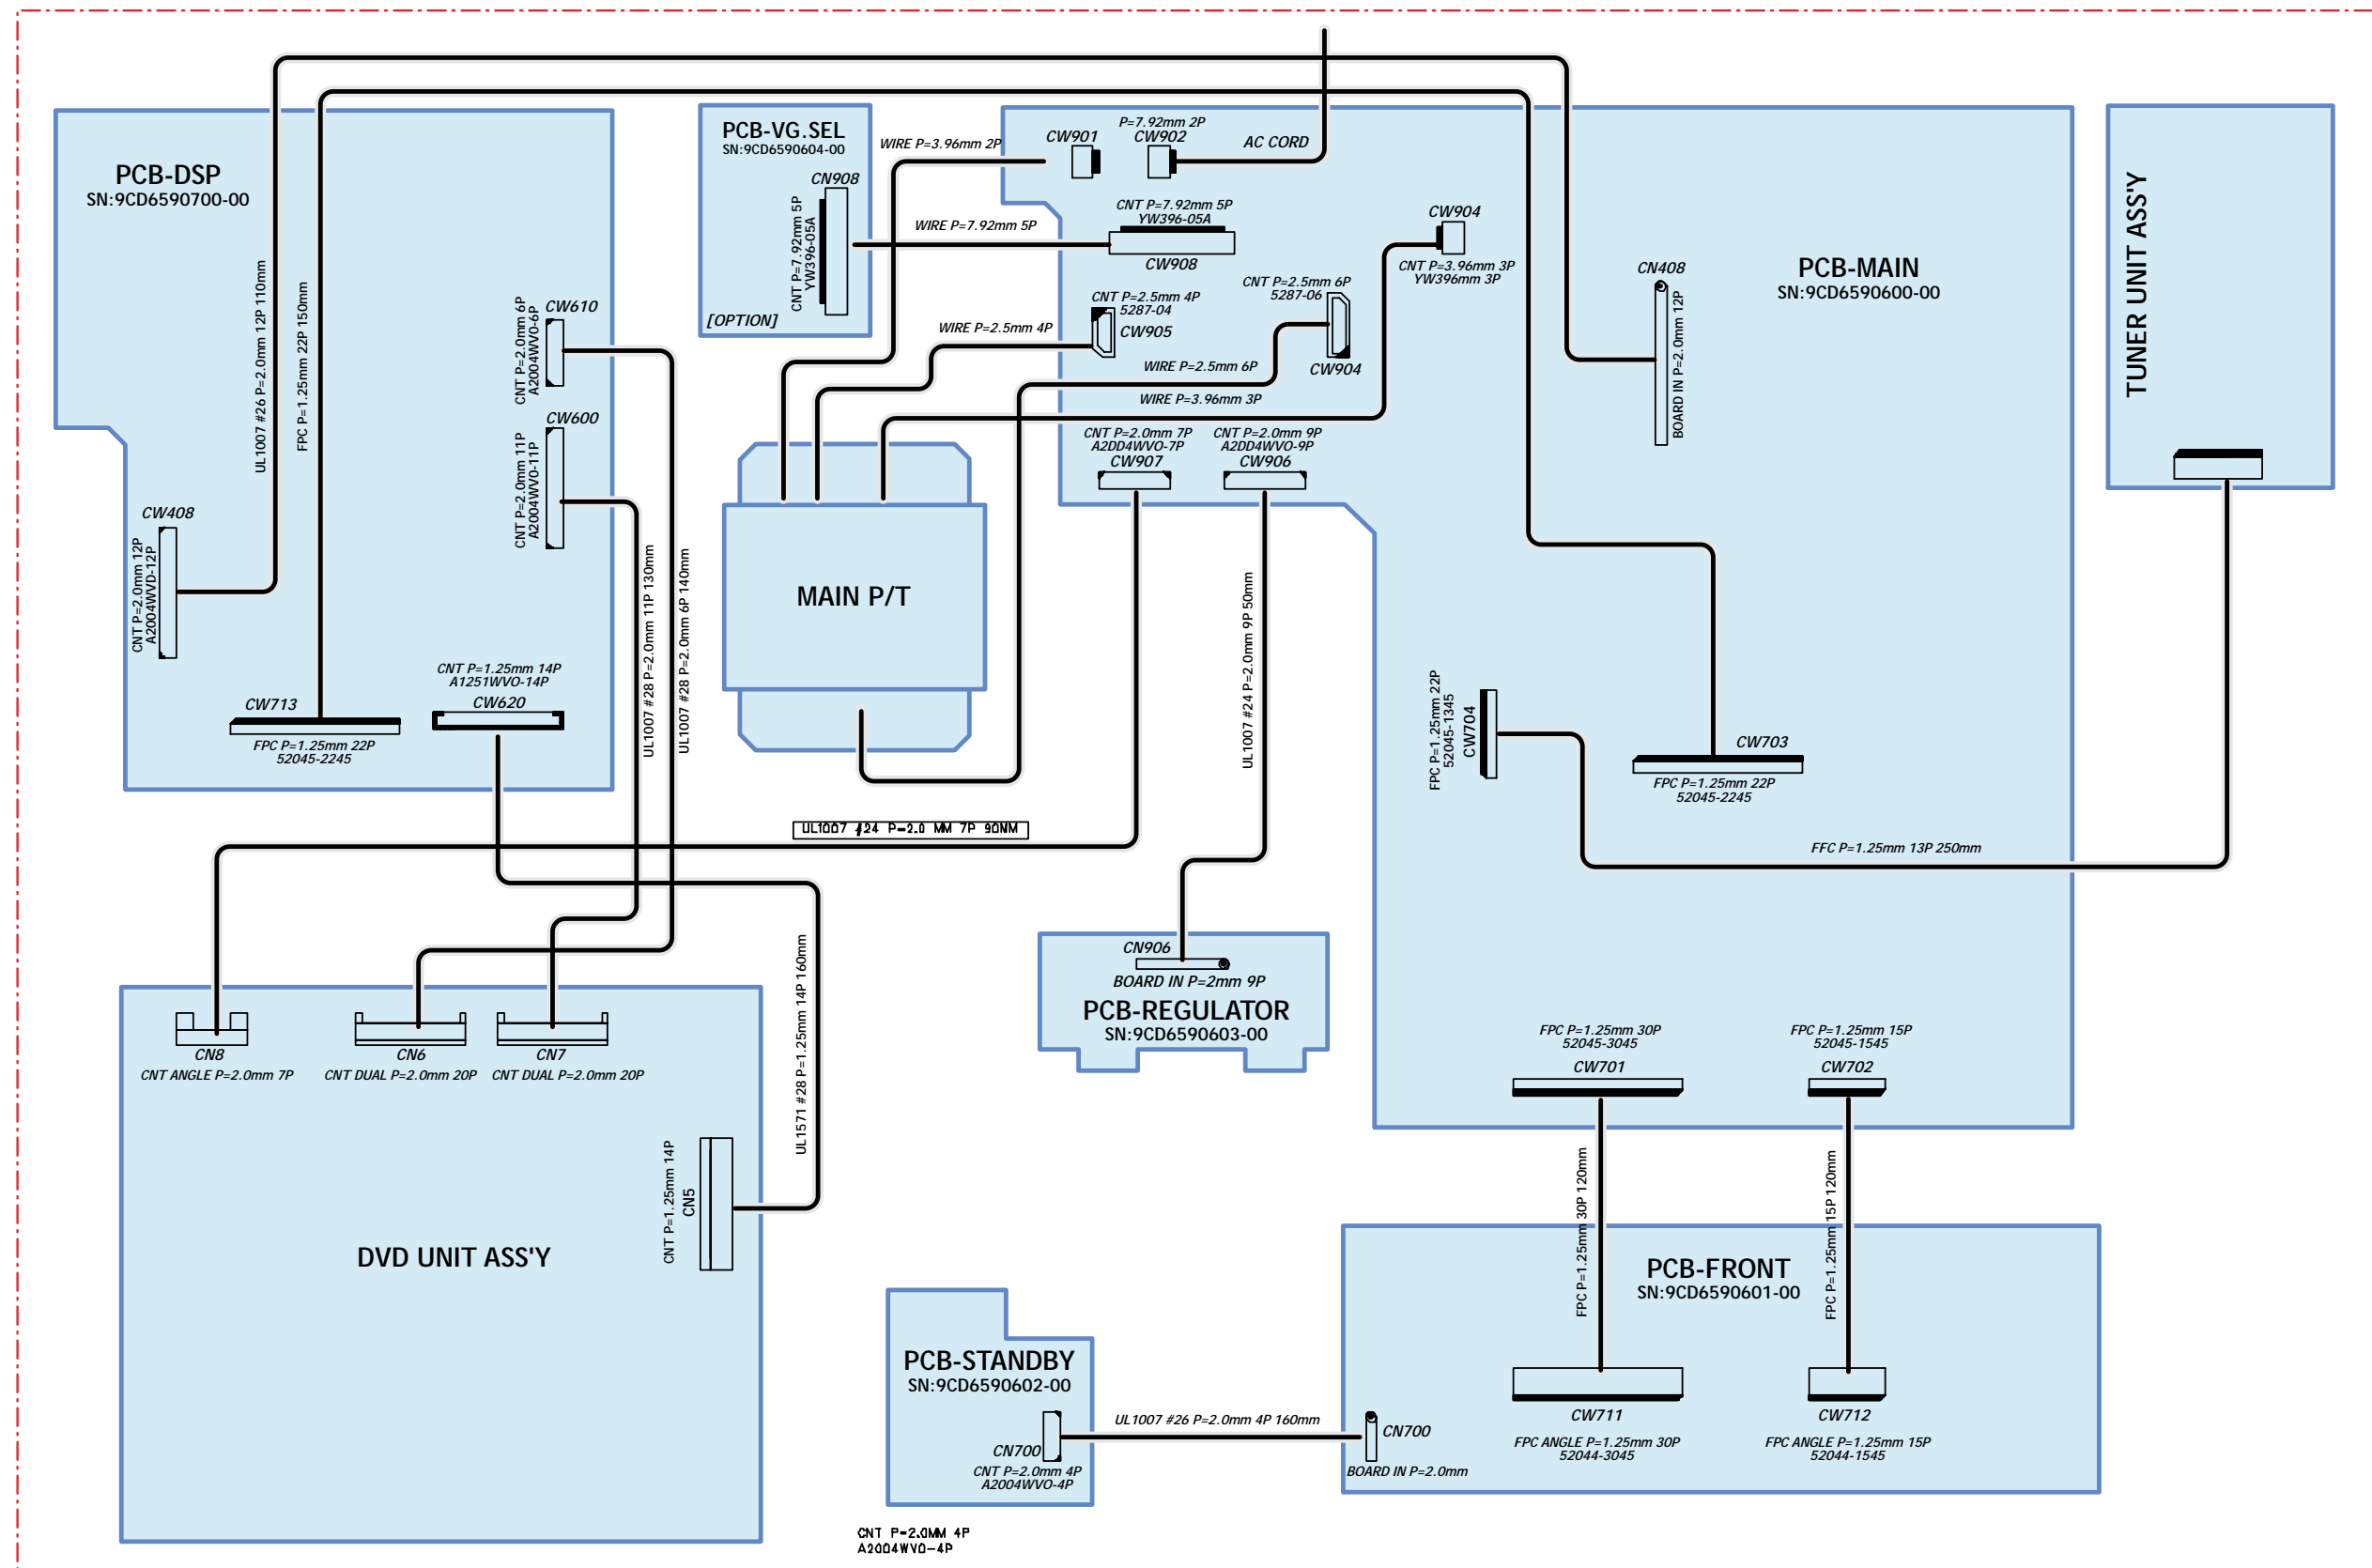 PCB-DSP
SN:9CD6590700-00
UL1007 #26 P=2.0mm 12P 110mm
FPC P=1.25mm 22P 150mm
CW610
CNT P=2.0mm 6P
A2004WV0-6P
CW600
CNT P=2.0mm 11P
A2004WV0-11P
CW408
CNT P=2.0mm 12P
A2004WVD-12P
CW713
FPC P=1.25mm 22P
52045-2245
CNT P=1.25mm 14P
A1251WVO-14P
CW620
UL1007 #28 P=2.0mm 11P 130mm
UL1007 #28 P=2.0mm 6P 140mm
PCB-VG.SEL
SN:9CD6590604-00
CN908
CNT P=7.92mm 5P
YW396-05A
[OPTION]
WIRE P=3.96mm 2P
WIRE P=7.92mm 5P
WIRE P=2.5mm 4P
MAIN P/T
CW901
P=7.92mm 2P
CW902
AC CORD
CNT P=7.92mm 5P
YW396-05A
CW908
CW904
CNT P=3.96mm 3P
YW396mm 3P
CNT P=2.5mm 4P
5287-04
CW905
CNT P=2.5mm 6P
5287-06
CW904
WIRE P=2.5mm 6P
WIRE P=3.96mm 3P
CNT P=2.0mm 7P
A2DD4WVO-7P
CW907
CNT P=2.0mm 9P
A2DD4WVO-9P
CW906
CN408
BOARD IN P=2.0mm 12P
PCB-MAIN
SN:9CD6590600-00
TUNER UNIT ASS'Y
UL1007 #24 P=2.0mm 9P 50mm
FPC P=1.25mm 22P
52045-1345
CW704
CW703
FPC P=1.25mm 22P
52045-2245
UL1007 #24 P=2.0 MM 7P 90NM
FFC P=1.25mm 13P 250mm
CN906
BOARD IN P=2mm 9P
PCB-REGULATOR
SN:9CD6590603-00
CN8
CNT ANGLE P=2.0mm 7P
CN6
CNT DUAL P=2.0mm 20P
CN7
CNT DUAL P=2.0mm 20P
UL1571 #28 P=1.25mm 14P 160mm
CNT P=1.25mm 14P
CN5
DVD UNIT ASS'Y
FPC P=1.25mm 30P
52045-3045
CW701
FPC P=1.25mm 15P
52045-1545
CW702
FPC P=1.25mm 30P 120mm
FPC P=1.25mm 15P 120mm
PCB-FRONT
SN:9CD6590601-00
PCB-STANDBY
SN:9CD6590602-00
CN700
CNT P=2.0mm 4P
A2004WVO-4P
UL1007 #26 P=2.0mm 4P 160mm
CN700
BOARD IN P=2.0mm
CW711
FPC ANGLE P=1.25mm 30P
52044-3045
CW712
FPC ANGLE P=1.25mm 15P
52044-1545
CNT P=2.0MM 4P
A2004WVO-4P